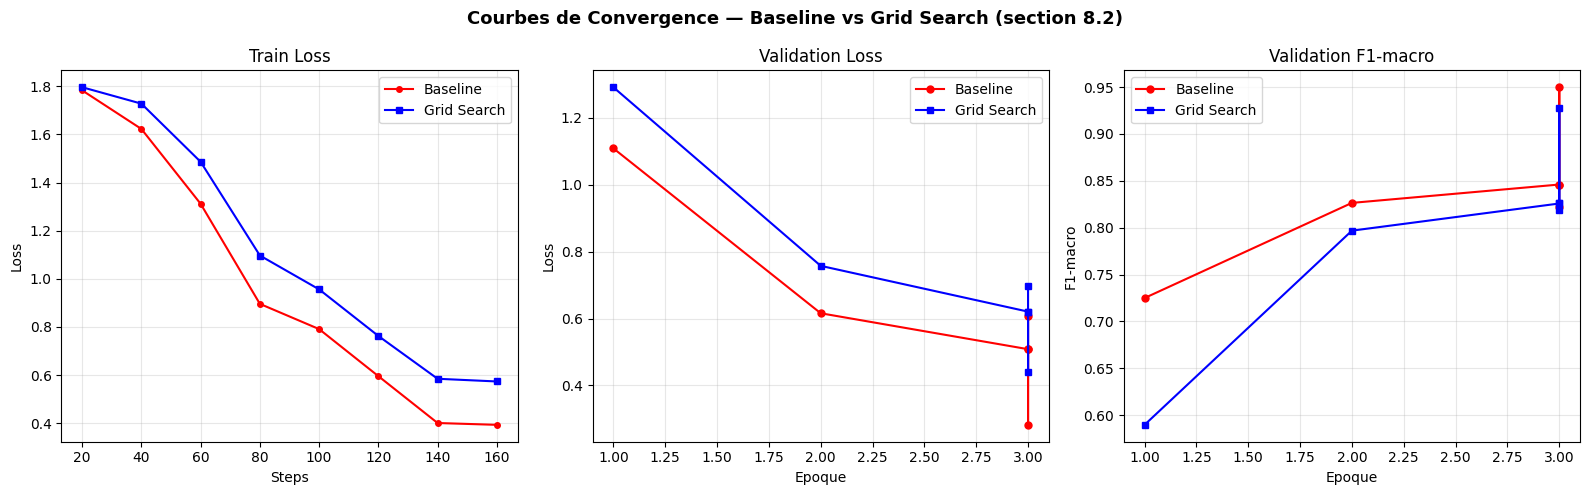 Courbes de Convergence — Baseline vs Grid Search (section 8.2)
Train Loss
Baseline
Grid Search
Loss
1.8
1.6
1.4
1.2
1.0
0.8
0.6
0.4
20 40 60 80 100 120 140 160
Steps
Validation Loss
Baseline
Grid Search
Loss
1.2
1.0
0.8
0.6
0.4
1.00 1.25 1.50 1.75 2.00 2.25 2.50 2.75 3.00
Epoque
Validation F1-macro
Baseline
Grid Search
F1-macro
0.95
0.90
0.85
0.80
0.75
0.70
0.65
0.60
1.00 1.25 1.50 1.75 2.00 2.25 2.50 2.75 3.00
Epoque